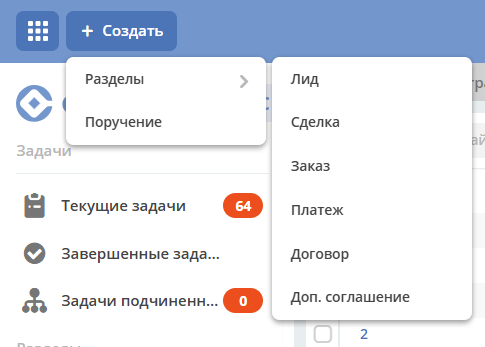 + Создать
Разделы
Поручение
Лид
Сделка
Заказ
Платеж
Договор
Доп. соглашение
Задачи
Текущие задачи 64
Завершенные зада...
Задачи подчиненн... 0
2